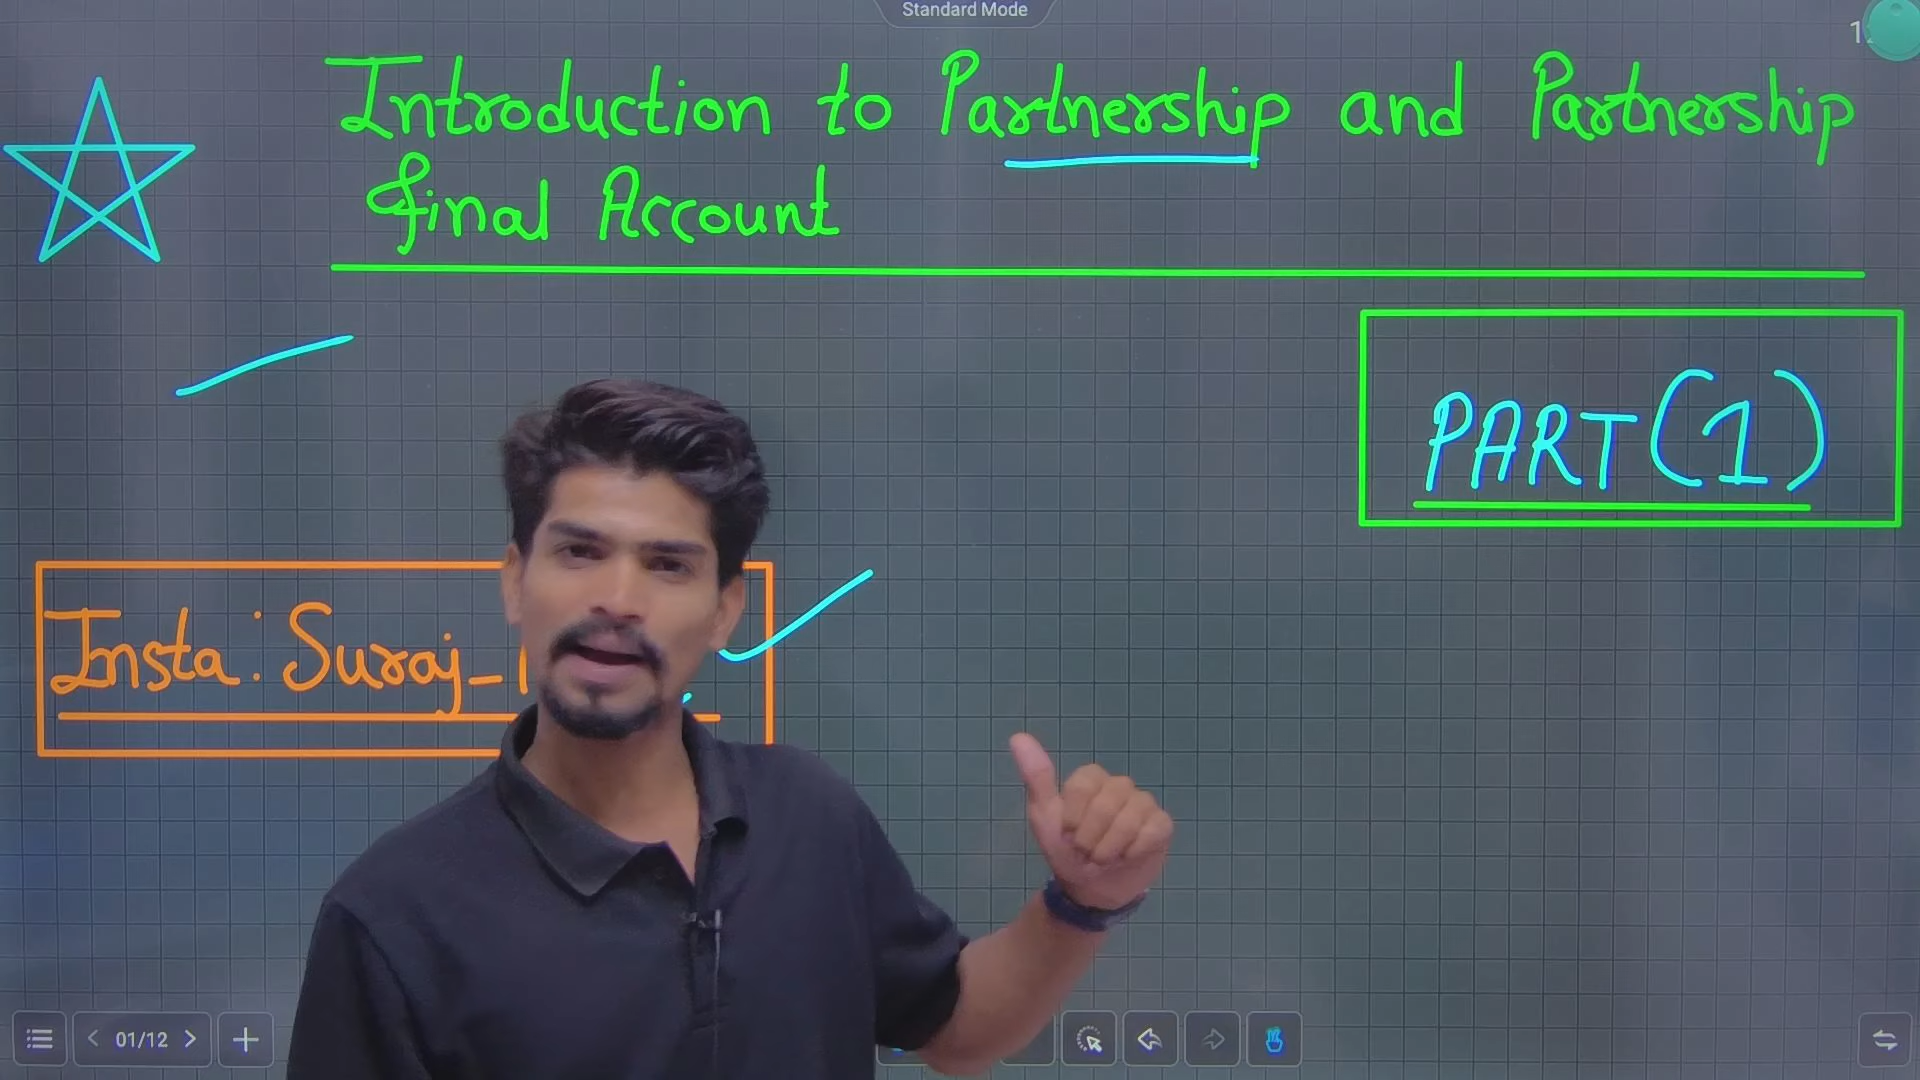 Standard Mode
Introduction to Partnership and Partnership
final Account
PART(1)
Insta: Suraj_
01/12